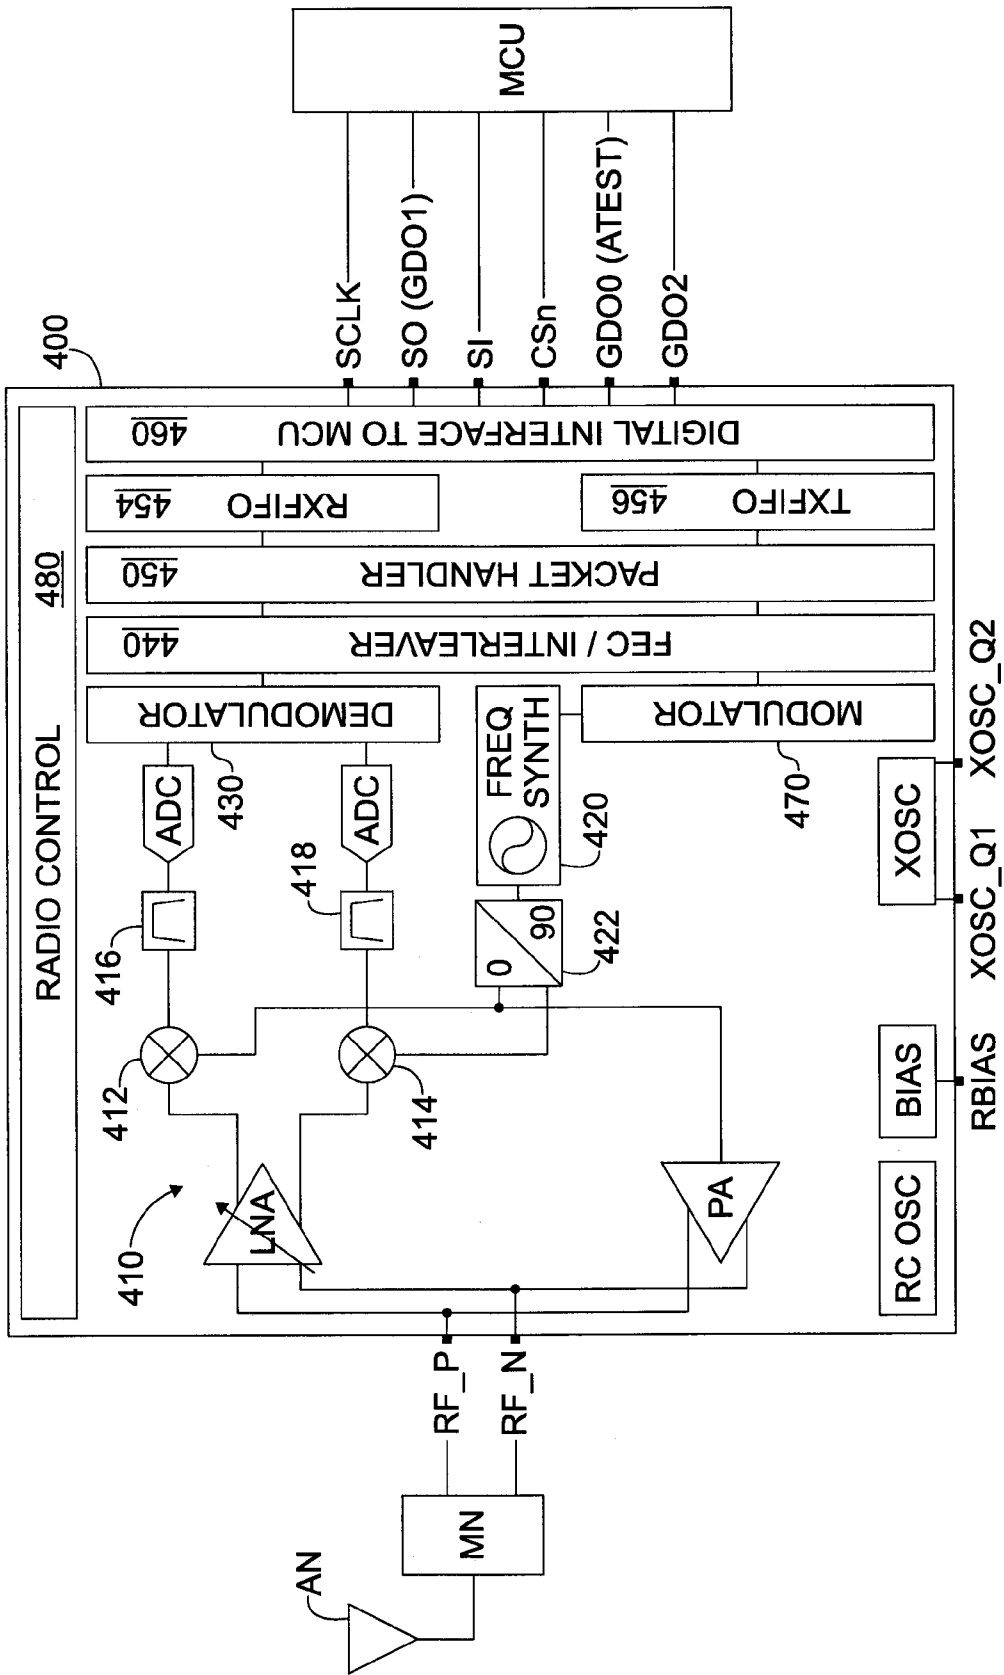 400
RADIO CONTROL 480
410
412
414
416
418
LNA
PA
ADC
ADC
430
DEMODULATOR
FREQ
SYNTH
420
0
90
422
MODULATOR
470
FEC / INTERLEAVER 440
PACKET HANDLER 450
RXFIFO 454
TXFIFO 456
DIGITAL INTERFACE TO MCU 460
SCLK
SO (GDO1)
SI
CSn
GDO0 (ATEST)
GDO2
MCU
AN
MN
RF_P
RF_N
RC OSC
BIAS
XOSC
RBIAS
XOSC_Q1
XOSC_Q2